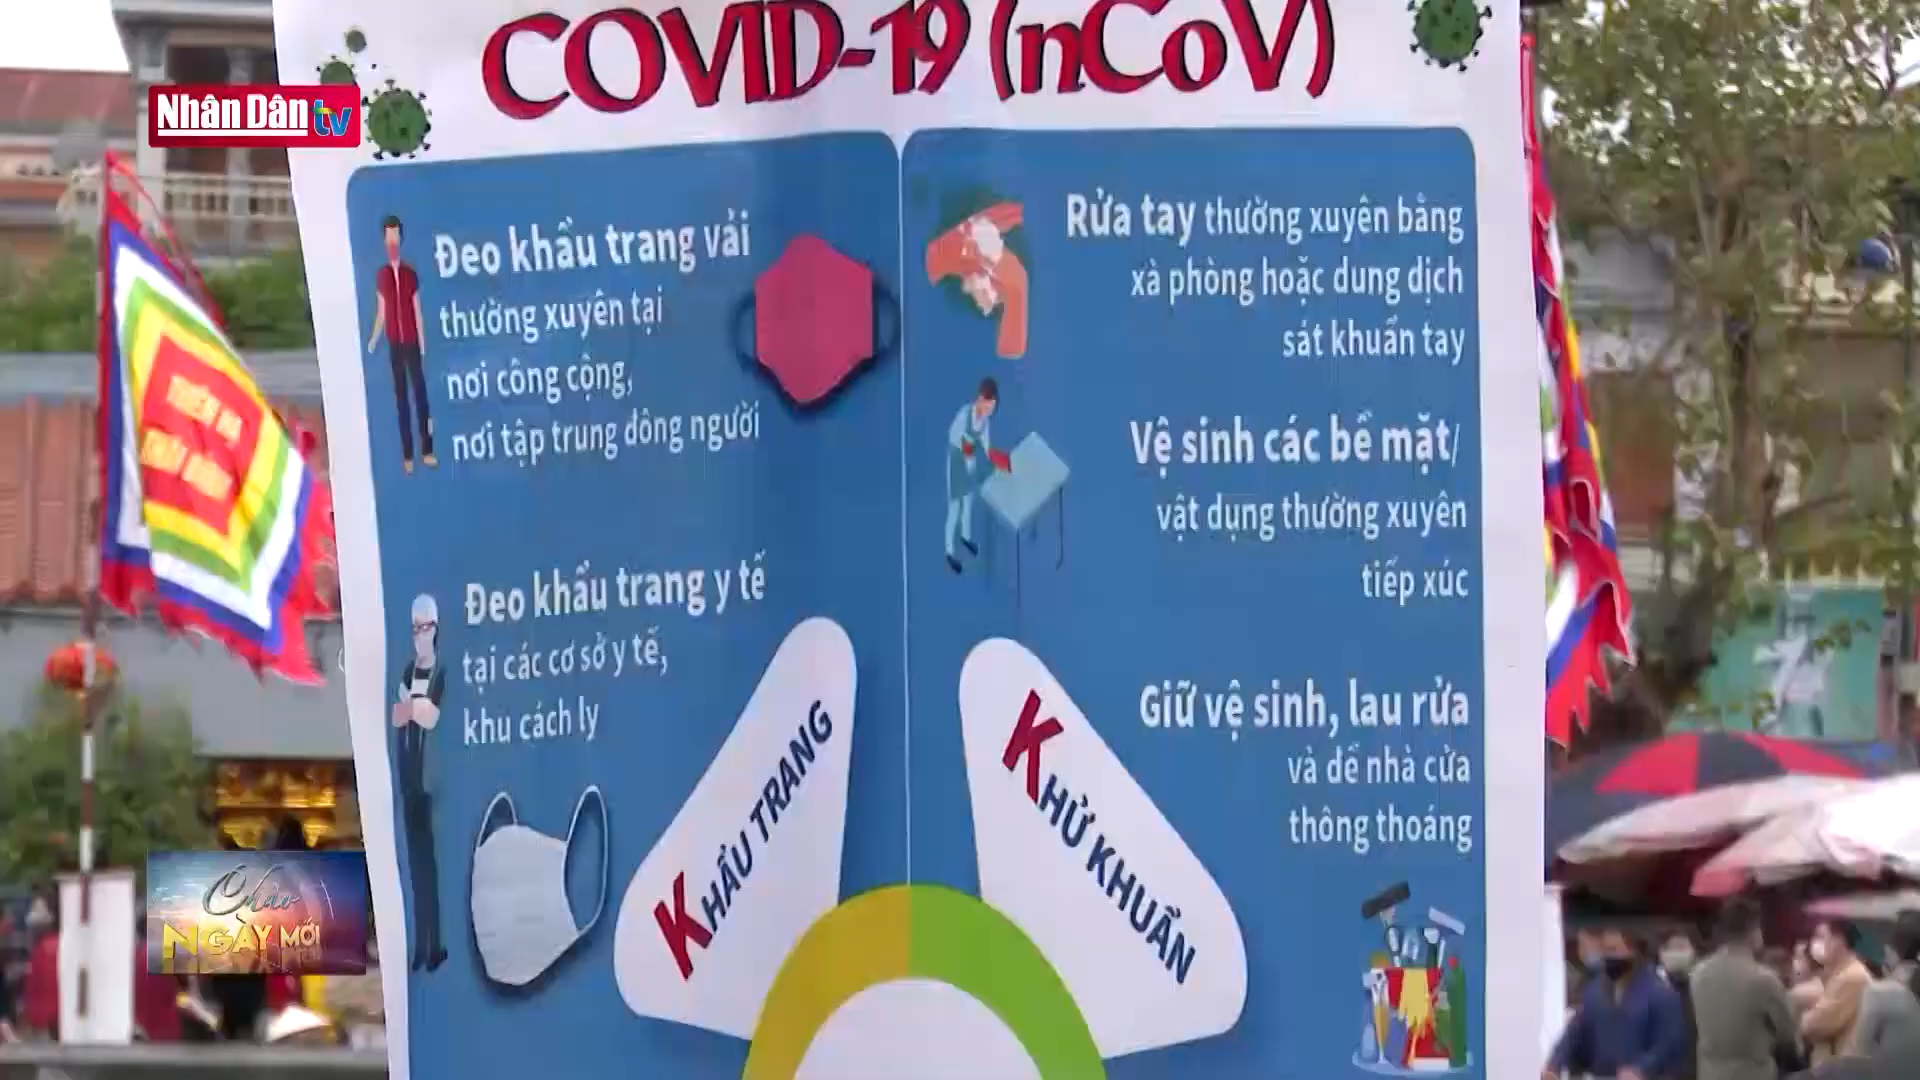 COVID-19 (nCoV)
Nhân Dân tv
Đeo khẩu trang vải
thường xuyên tại
nơi công cộng,
nơi tập trung đông người
Đeo khẩu trang y tế
tại các cơ sở y tế,
khu cách ly
KHẨU TRANG
Rửa tay thường xuyên bằng
xà phòng hoặc dung dịch
sát khuẩn tay
Vệ sinh các bề mặt/
vật dụng thường xuyên
tiếp xúc
Giữ vệ sinh, lau rửa
và để nhà cửa
thông thoáng
KHỬ KHUẨN
Chào
NGÀY MỚI